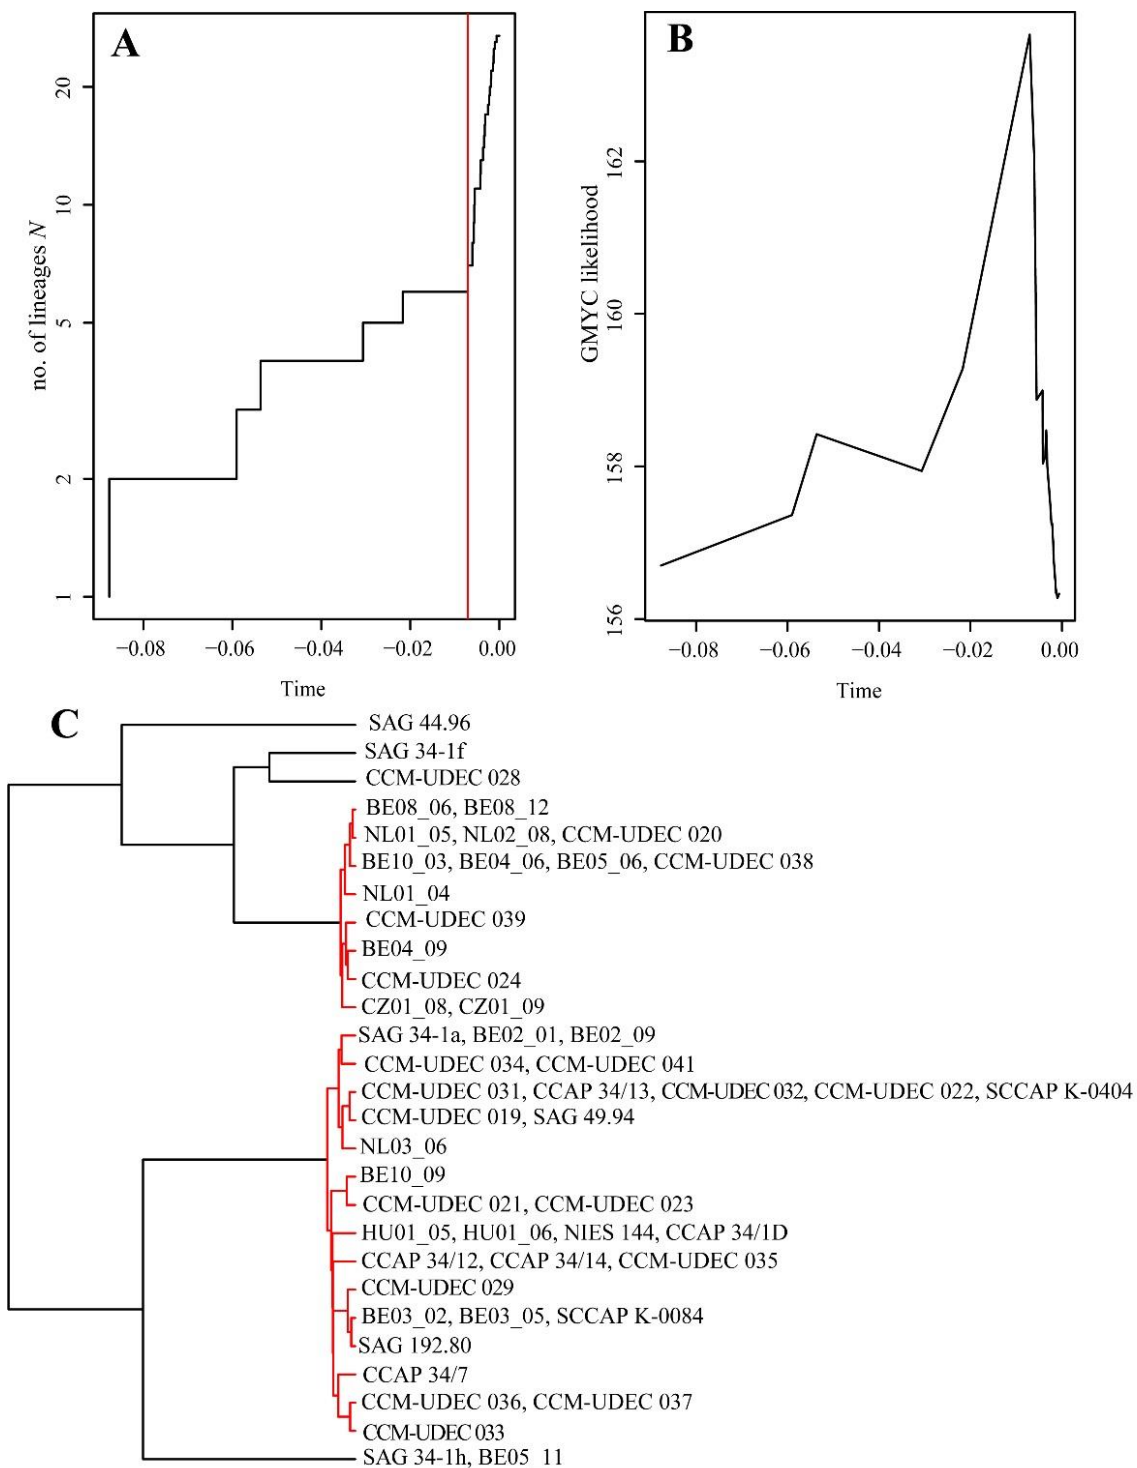 A
no. of lineages N
20
10
5
2
1
−0.08
−0.06
−0.04
−0.02
0.00
Time
B
GMYC likelihood
162
160
158
156
−0.08
−0.06
−0.04
−0.02
0.00
Time
C
SAG 44.96
SAG 34-1f
CCM-UDEC 028
BE08_06, BE08_12
NL01_05, NL02_08, CCM-UDEC 020
BE10_03, BE04_06, BE05_06, CCM-UDEC 038
NL01_04
CCM-UDEC 039
BE04_09
CCM-UDEC 024
CZ01_08, CZ01_09
SAG 34-1a, BE02_01, BE02_09
CCM-UDEC 034, CCM-UDEC 041
CCM-UDEC 031, CCAP 34/13, CCM-UDEC 032, CCM-UDEC 022, SCCAP K-0404
CCM-UDEC 019, SAG 49.94
NL03_06
BE10_09
CCM-UDEC 021, CCM-UDEC 023
HU01_05, HU01_06, NIES 144, CCAP 34/1D
CCAP 34/12, CCAP 34/14, CCM-UDEC 035
CCM-UDEC 029
BE03_02, BE03_05, SCCAP K-0084
SAG 192.80
CCAP 34/7
CCM-UDEC 036, CCM-UDEC 037
CCM-UDEC 033
SAG 34-1h, BE05_11